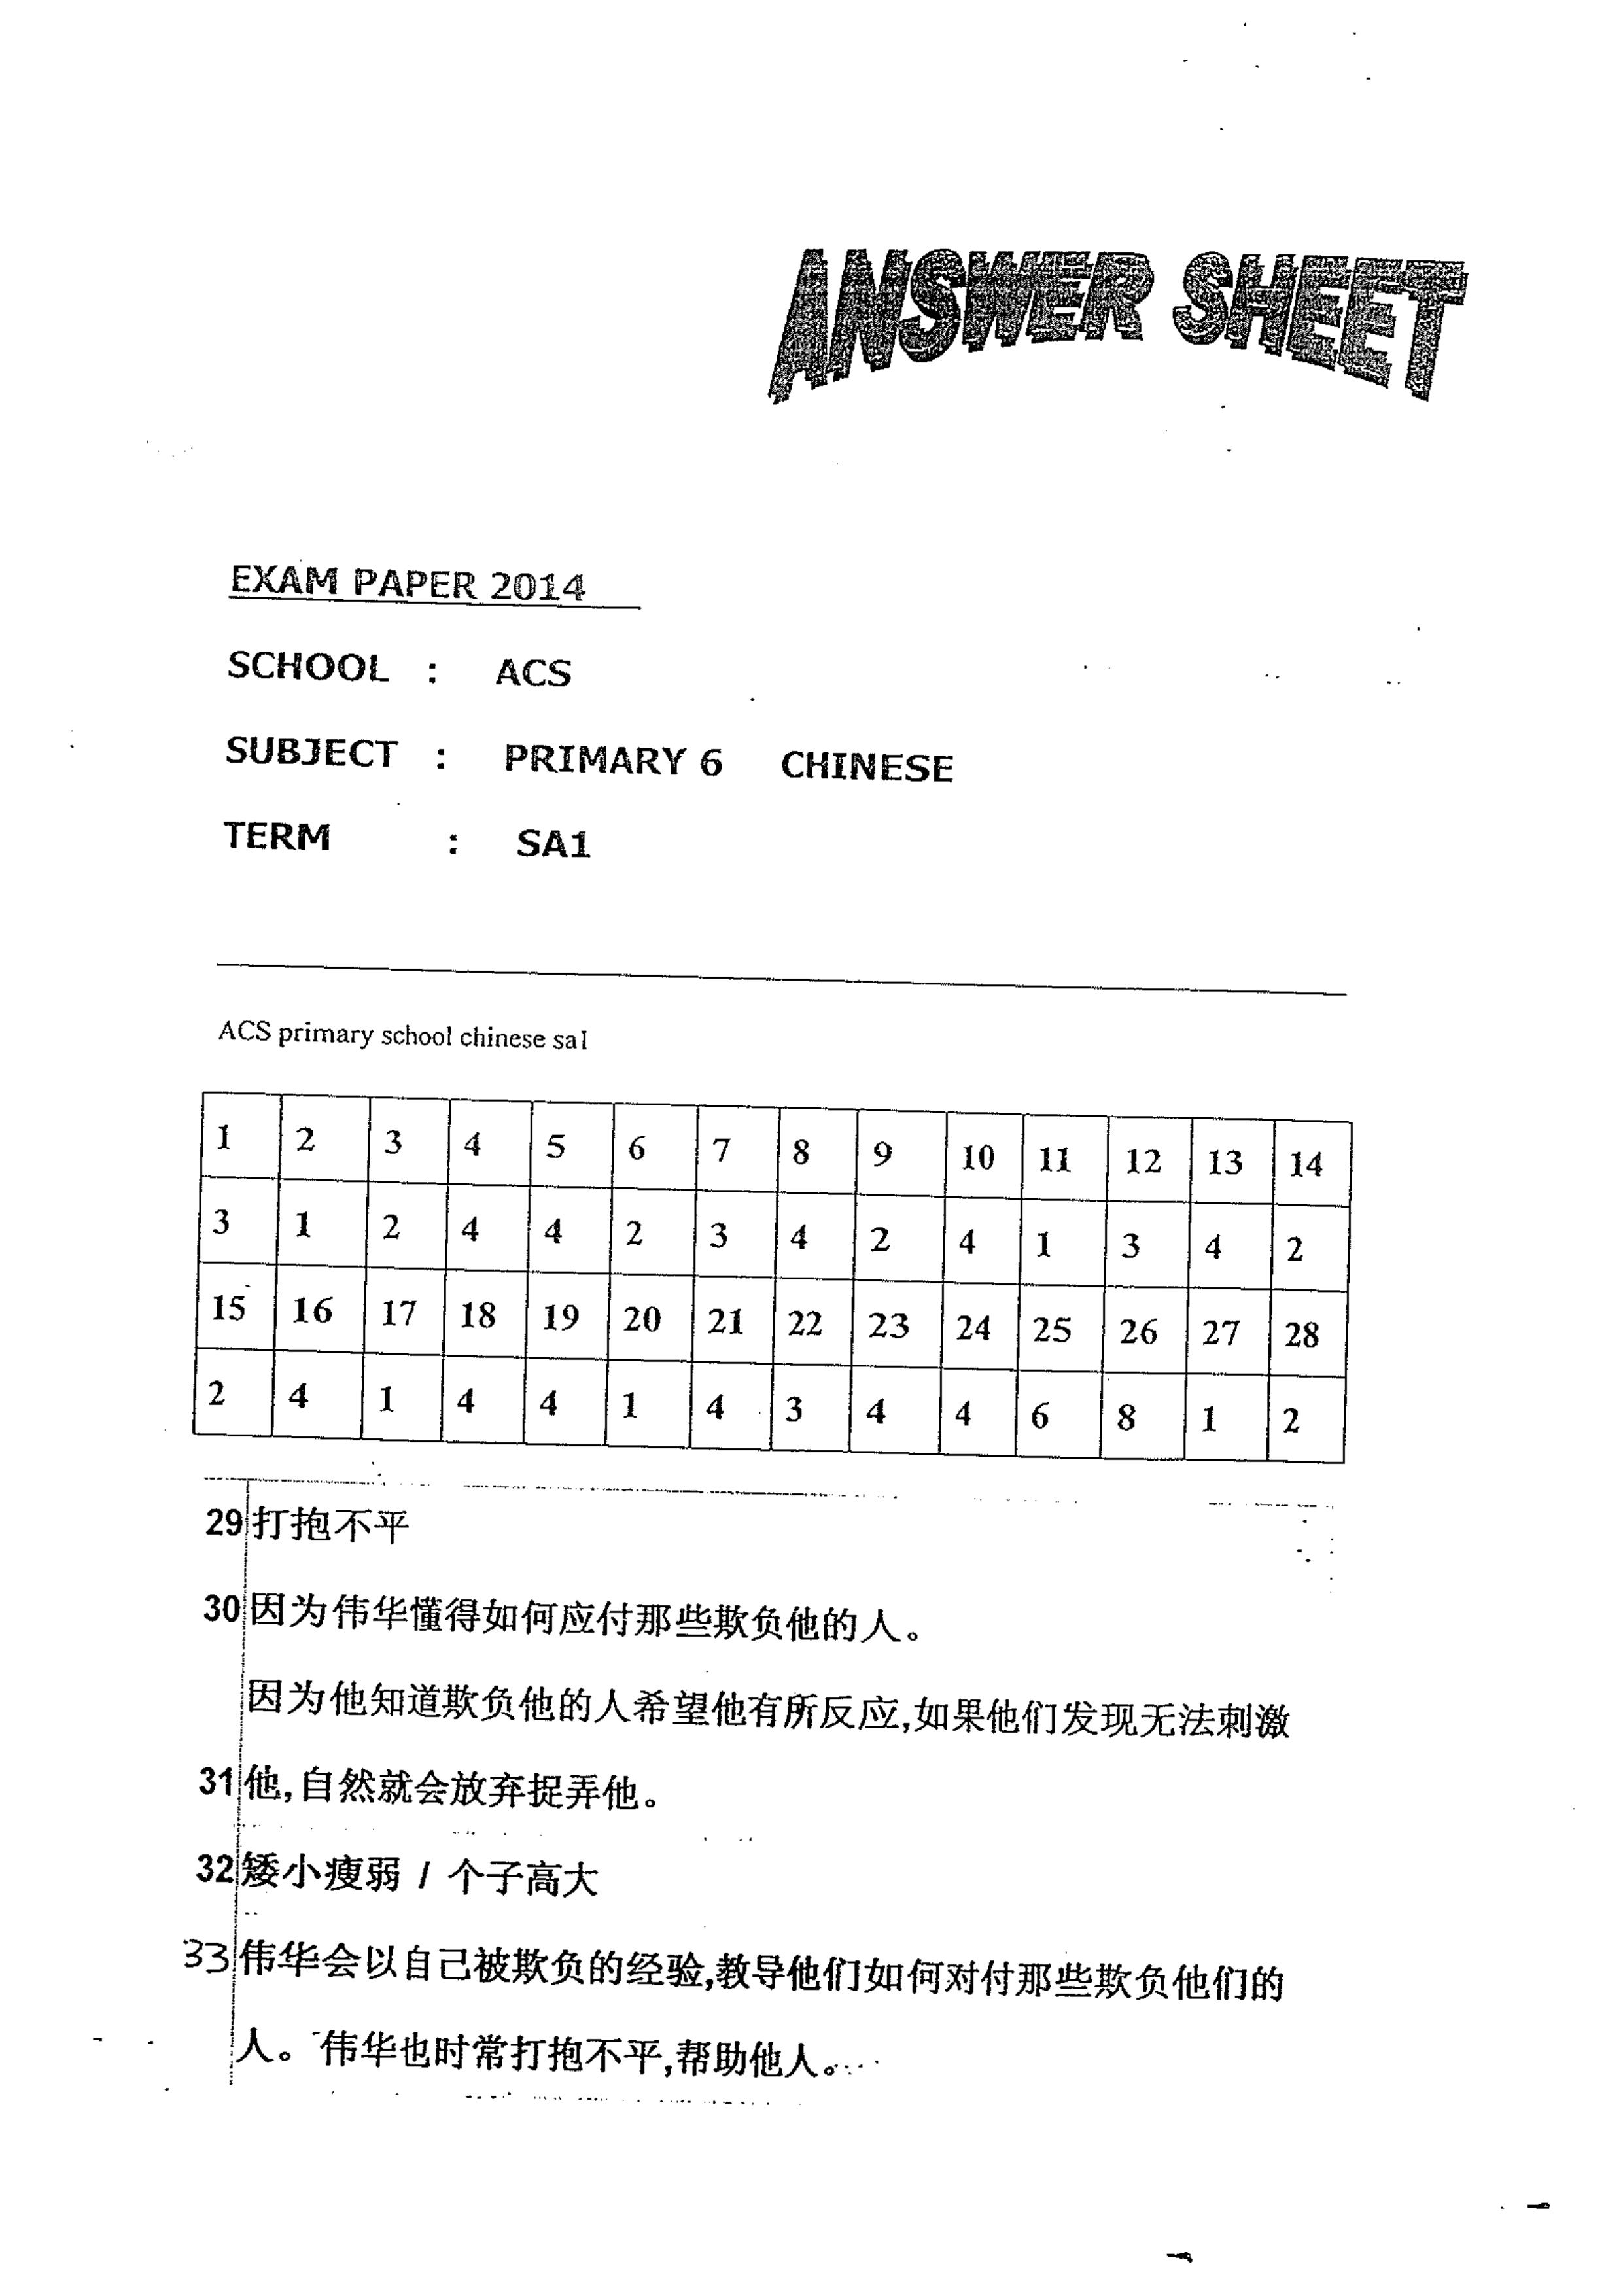 ANSWER SHEET
EXAM PAPER 2014
SCHOOL : ACS
SUBJECT : PRIMARY 6 CHINESE
TERM : SA1
ACS primary school chinese sa1
1 2 3 4 5 6 7 8 9 10 11 12 13 14
3 1 2 4 4 2 3 4 2 4 1 3 4 2
15 16 17 18 19 20 21 22 23 24 25 26 27 28
2 4 1 4 4 1 4 3 4 4 6 8 1 2
29 打抱不平
30 因为伟华懂得如何应付那些欺负他的人。
因为他知道欺负他的人希望他有所反应,如果他们发现无法刺激
31 他,自然就会放弃捉弄他。
32 矮小瘦弱 / 个子高大
33 伟华会以自己被欺负的经验,教导他们如何对付那些欺负他们的
人。伟华也时常打抱不平,帮助他人。